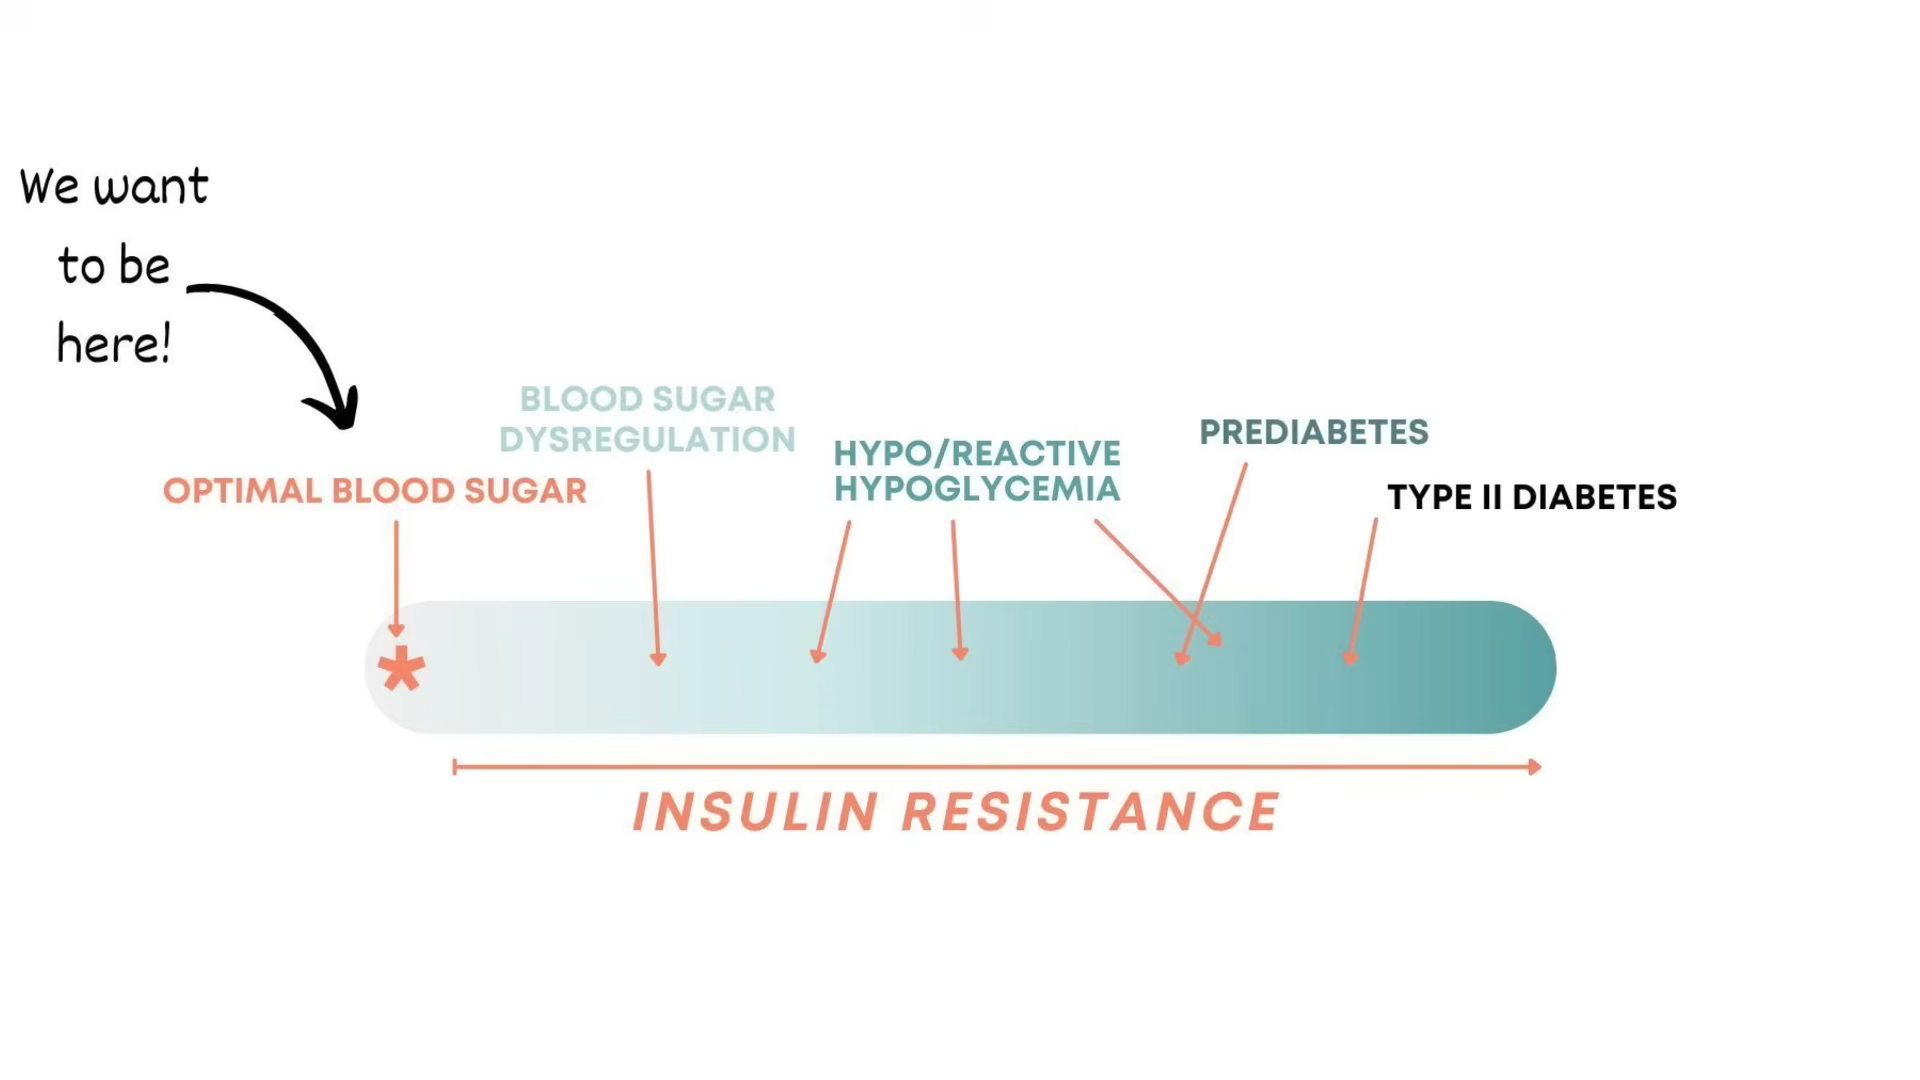 We want
to be
here!
OPTIMAL BLOOD SUGAR
BLOOD SUGAR
DYSREGULATION
HYPO/REACTIVE
HYPOGLYCEMIA
PREDIABETES
TYPE II DIABETES
*
INSULIN RESISTANCE